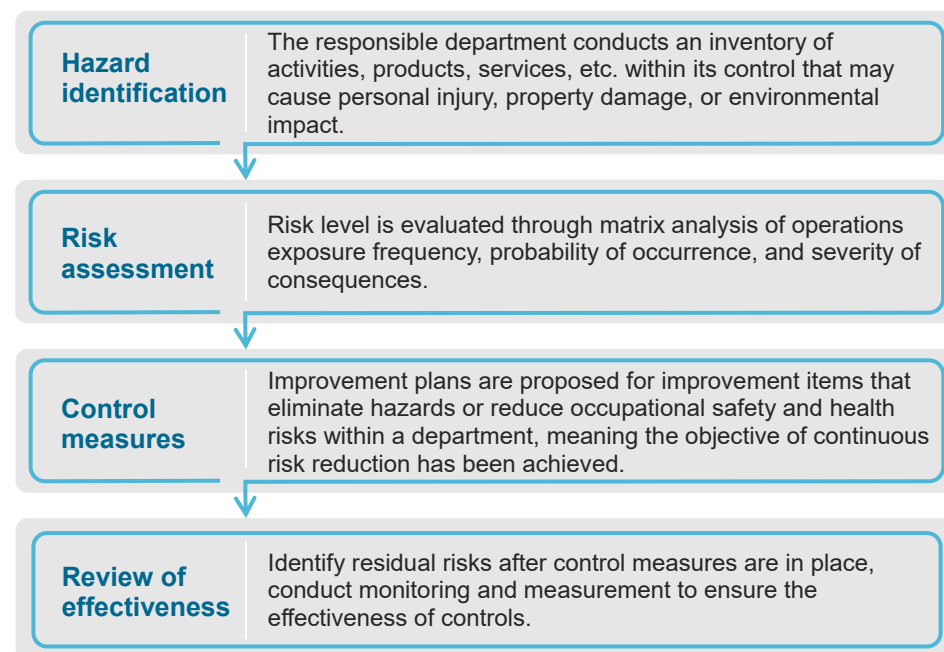 Hazard
identification
The responsible department conducts an inventory of
activities, products, services, etc. within its control that may
cause personal injury, property damage, or environmental
impact.
Risk
assessment
Risk level is evaluated through matrix analysis of operations
exposure frequency, probability of occurrence, and severity of
consequences.
Control
measures
Improvement plans are proposed for improvement items that
eliminate hazards or reduce occupational safety and health
risks within a department, meaning the objective of continuous
risk reduction has been achieved.
Review of
effectiveness
Identify residual risks after control measures are in place,
conduct monitoring and measurement to ensure the
effectiveness of controls.